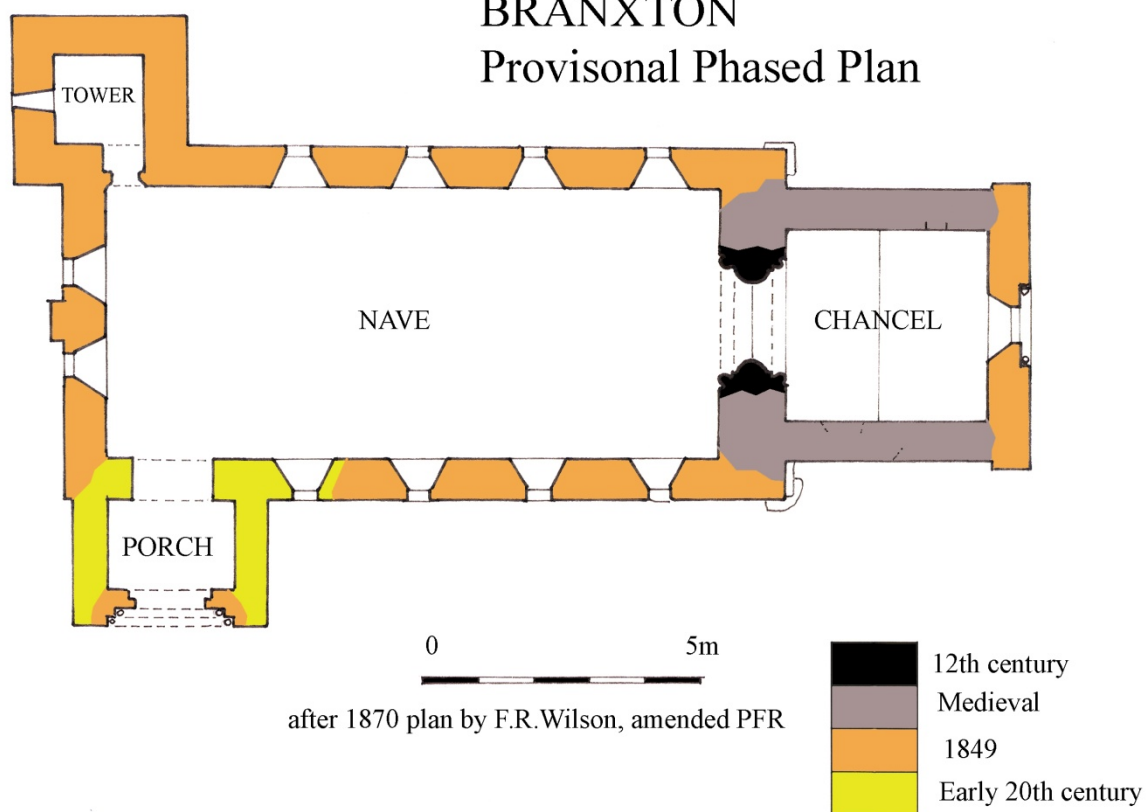 BRANXTON
Provisonal Phased Plan
TOWER
NAVE
CHANCEL
PORCH
0 5m
after 1870 plan by F.R.Wilson, amended PFR
12th century
Medieval
1849
Early 20th century